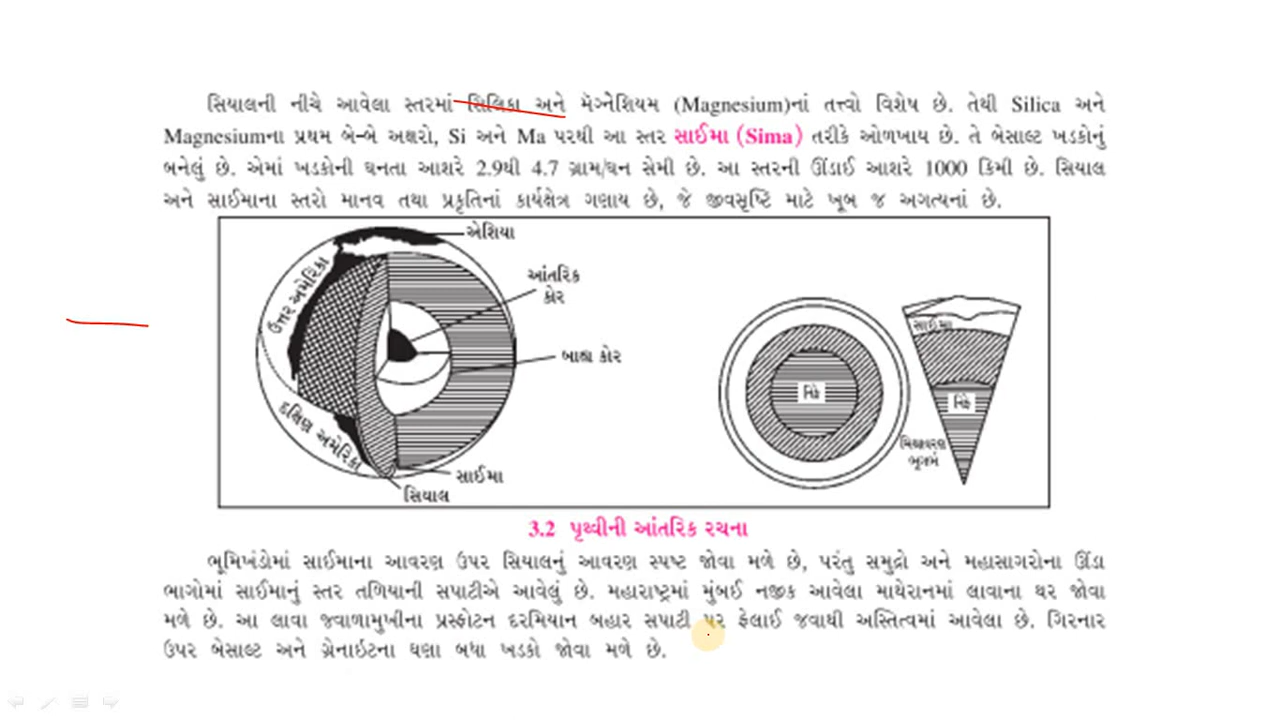 સિયાલની નીચે આવેલા સ્તરમાં સિલિકા અને મૅગ્નેશિયમ (Magnesium)નાં તત્ત્વો વિશેષ છે. તેથી Silica અને
Magnesiumના પ્રથમ બે-બે અક્ષરો, Si અને Ma પરથી આ સ્તર સાઈમા (Sima) તરીકે ઓળખાય છે. તે બેસાલ્ટ ખડકોનું
બનેલું છે. એમાં ખડકોની ઘનતા આશરે 2.9થી 4.7 ગ્રામ/ઘન સેમી છે. આ સ્તરની ઊંડાઈ આશરે 1000 કિમી છે. સિયાલ
અને સાઈમાના સ્તરો માનવ તથા પ્રકૃતિનાં કાર્યક્ષેત્ર ગણાય છે, જે જીવસૃષ્ટિ માટે ખૂબ જ અગત્યનાં છે.
એશિયા
ઉત્તર અમેરિકા
આંતરિક
કોર
બાહ્ય કોર
દક્ષિણ અમેરિકા
સાઈમા
સિયાલ
નિફે
સાઈમા
નિફે
મિશ્રાવરણ
ભૂગર્ભ
3.2 પૃથ્વીની આંતરિક રચના
ભૂમિખંડોમાં સાઈમાના આવરણ ઉપર સિયાલનું આવરણ સ્પષ્ટ જોવા મળે છે, પરંતુ સમુદ્રો અને મહાસાગરોના ઊંડા
ભાગોમાં સાઈમાનું સ્તર તળિયાની સપાટીએ આવેલું છે. મહારાષ્ટ્રમાં મુંબઈ નજીક આવેલા માથેરાનમાં લાવાના થર જોવા
મળે છે. આ લાવા જવાળામુખીના પ્રસ્ફોટન દરમિયાન બહાર સપાટી પર ફેલાઈ જવાથી અસ્તિત્વમાં આવેલા છે. ગિરનાર
ઉપર બેસાલ્ટ અને ગ્રેનાઇટના ઘણા બધા ખડકો જોવા મળે છે.